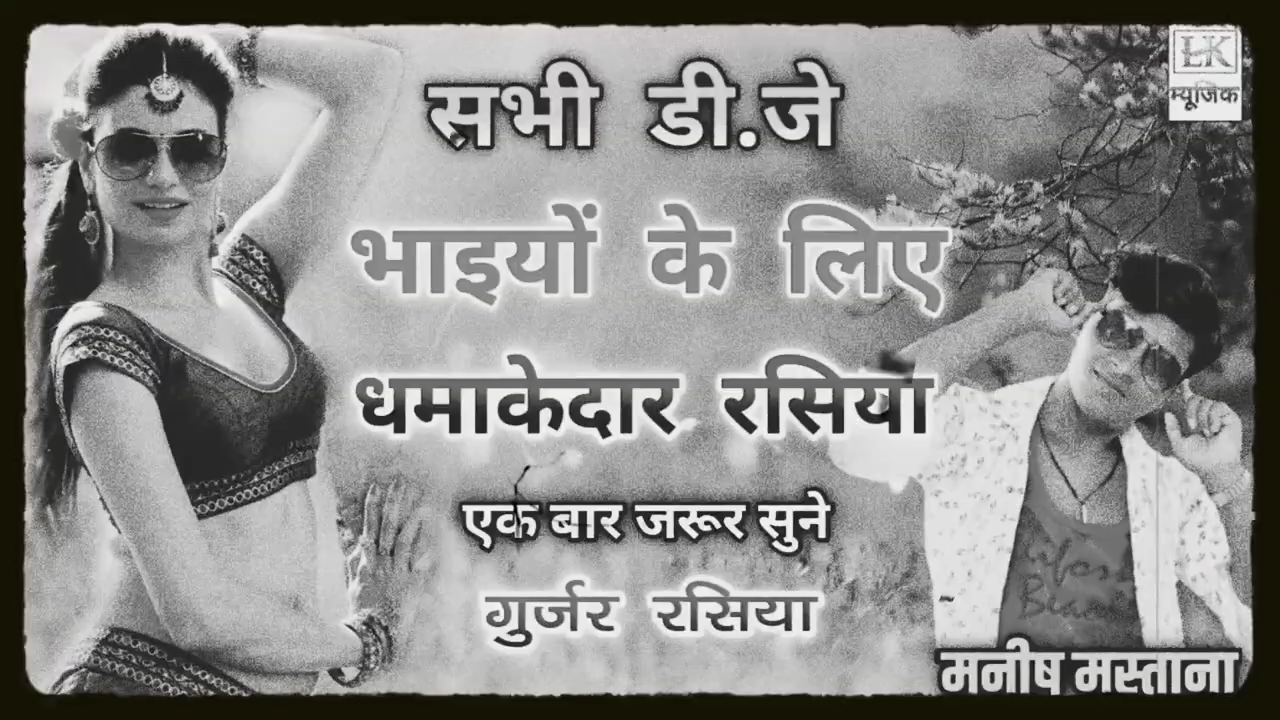 LK
म्यूजिक
सभी डी.जे
भाइयों के लिए
धमाकेदार रसिया
एक बार जरूर सुने
गुर्जर रसिया
मनीष मस्ताना